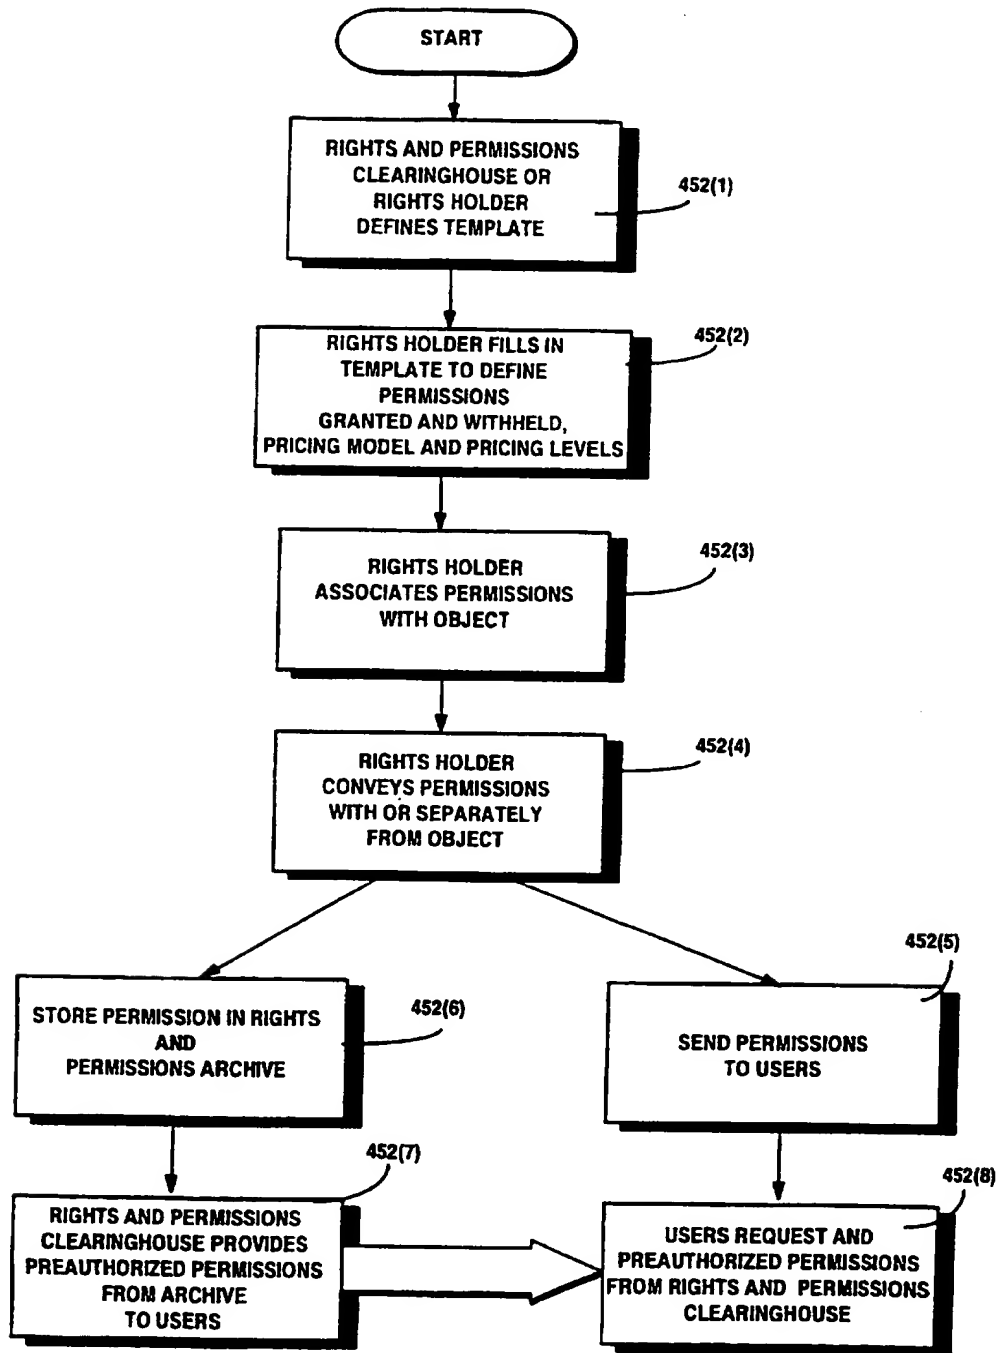 START
RIGHTS AND PERMISSIONS
CLEARINGHOUSE OR
RIGHTS HOLDER
DEFINES TEMPLATE
452(1)
RIGHTS HOLDER FILLS IN
TEMPLATE TO DEFINE
PERMISSIONS
GRANTED AND WITHHELD,
PRICING MODEL AND PRICING LEVELS
452(2)
RIGHTS HOLDER
ASSOCIATES PERMISSIONS
WITH OBJECT
452(3)
RIGHTS HOLDER
CONVEYS PERMISSIONS
WITH OR SEPARATELY
FROM OBJECT
452(4)
STORE PERMISSION IN RIGHTS
AND
PERMISSIONS ARCHIVE
452(6)
SEND PERMISSIONS
TO USERS
452(5)
RIGHTS AND PERMISSIONS
CLEARINGHOUSE PROVIDES
PREAUTHORIZED PERMISSIONS
FROM ARCHIVE
TO USERS
452(7)
USERS REQUEST AND
PREAUTHORIZED PERMISSIONS
FROM RIGHTS AND PERMISSIONS
CLEARINGHOUSE
452(8)